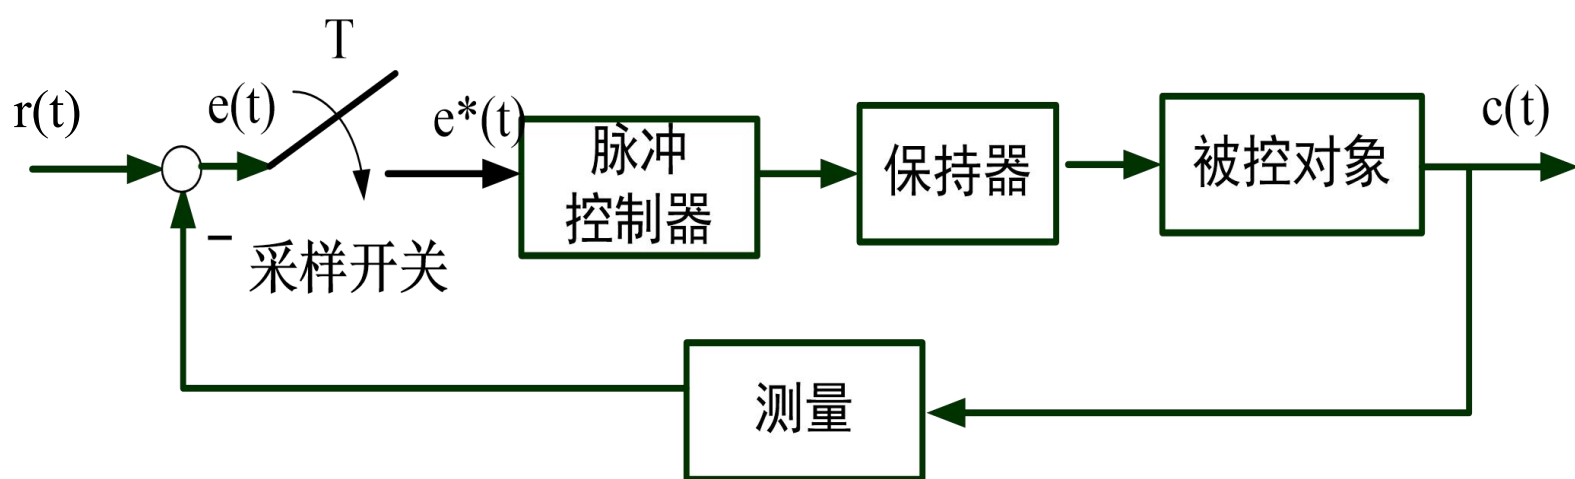 T
r(t)
e(t)
e*(t)
脉冲
控制器
保持器
被控对象
c(t)
-
采样开关
测量